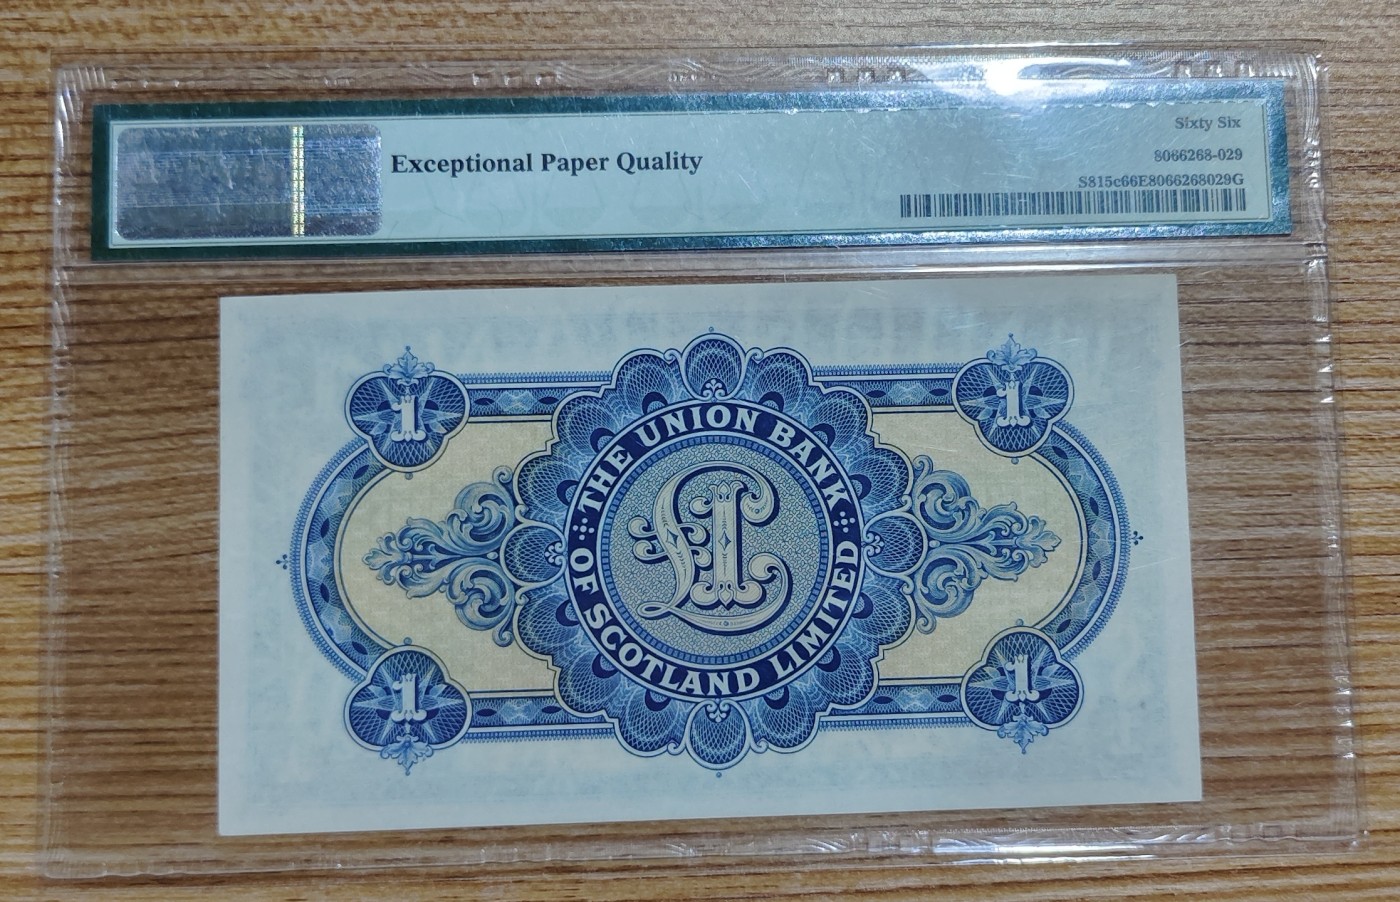 Sixty Six
Exceptional Paper Quality
8066268-029
S815c66E8066268029G
1
1
THE UNION BANK
£1
OF SCOTLAND LIMITED
1
1